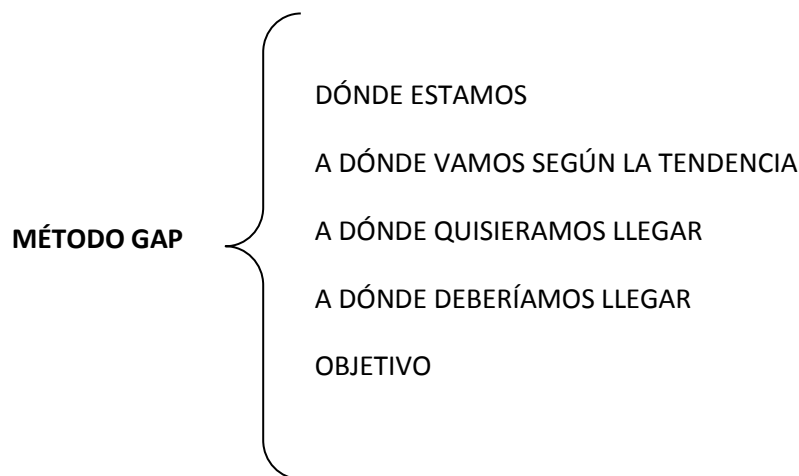 DÓNDE ESTAMOS
A DÓNDE VAMOS SEGÚN LA TENDENCIA
MÉTODO GAP
A DÓNDE QUISIERAMOS LLEGAR
A DÓNDE DEBERÍAMOS LLEGAR
OBJETIVO